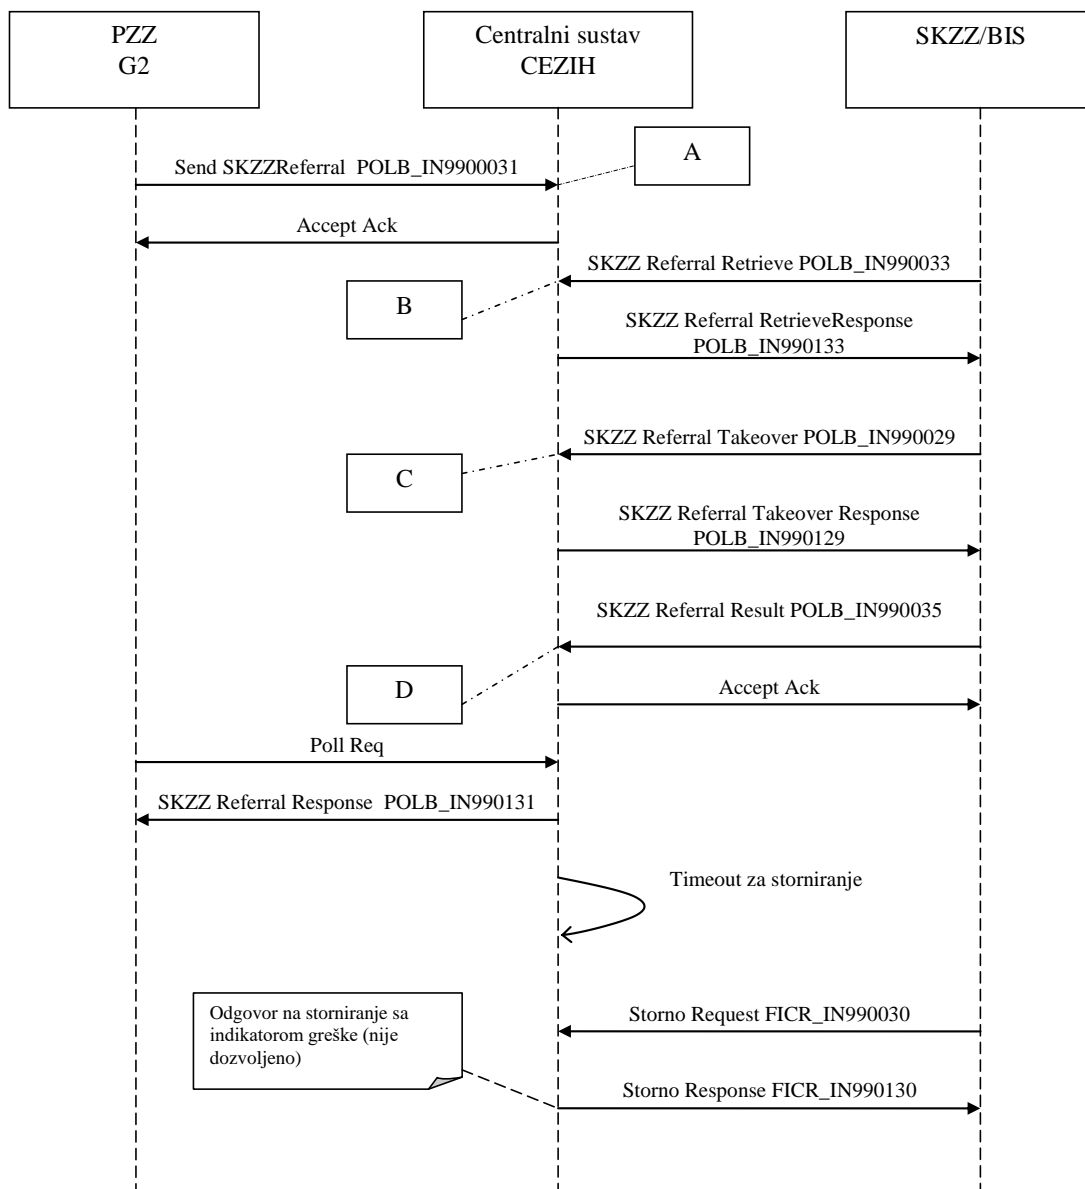 PZZ
G2
Centralni sustav
CEZIH
SKZZ/BIS
A
Send SKZZReferral  POLB_IN9900031
Accept Ack
SKZZ Referral Retrieve POLB_IN990033
B
SKZZ Referral RetrieveResponse
POLB_IN990133
SKZZ Referral Takeover POLB_IN990029
C
SKZZ Referral Takeover Response
POLB_IN990129
SKZZ Referral Result POLB_IN990035
D
Accept Ack
Poll Req
SKZZ Referral Response  POLB_IN990131
Timeout za storniranje
Odgovor na storniranje sa
indikatorom greške (nije
dozvoljeno)
Storno Request FICR_IN990030
Storno Response FICR_IN990130